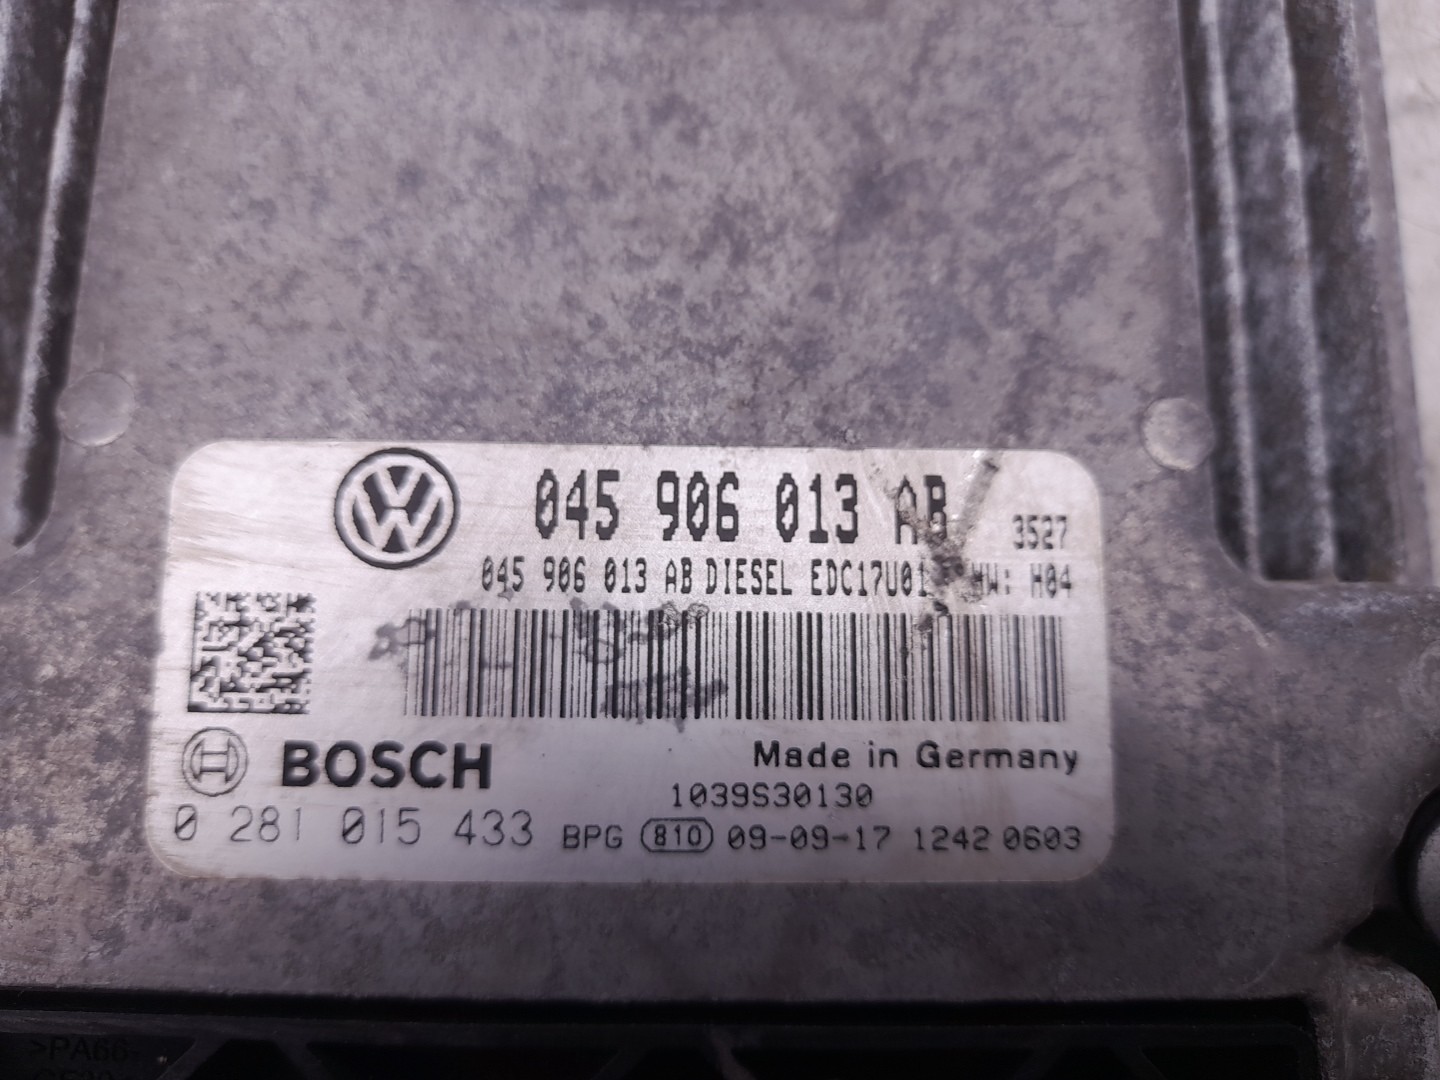 045 906 013 AB 3527
045 906 013 AB DIESEL EDC17U01 HW: H04
BOSCH
Made in Germany
1039S30130
0 281 015 433 BPG 810 09-09-17 1242 0603
>PA66-